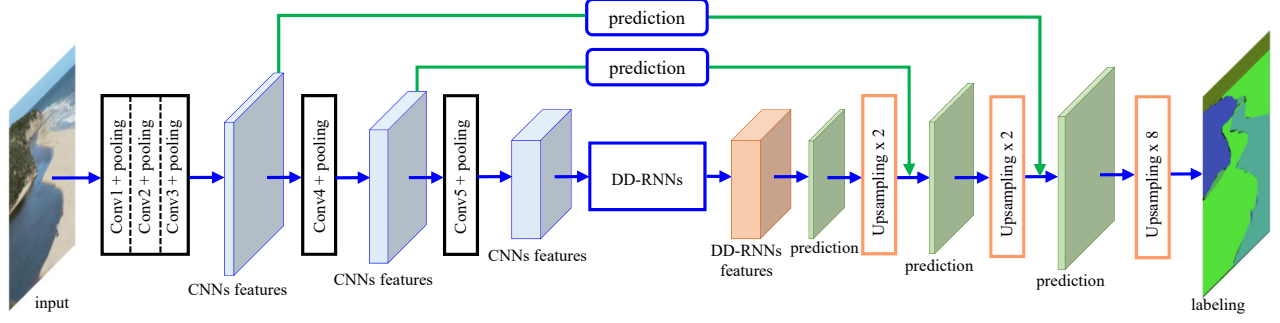 prediction
prediction
input
Conv1 + pooling
Conv2 + pooling
Conv3 + pooling
CNNs features
Conv4 + pooling
CNNs features
Conv5 + pooling
CNNs features
DD-RNNs
DD-RNNs
features
prediction
Upsampling x 2
prediction
Upsampling x 2
prediction
Upsampling x 8
labeling